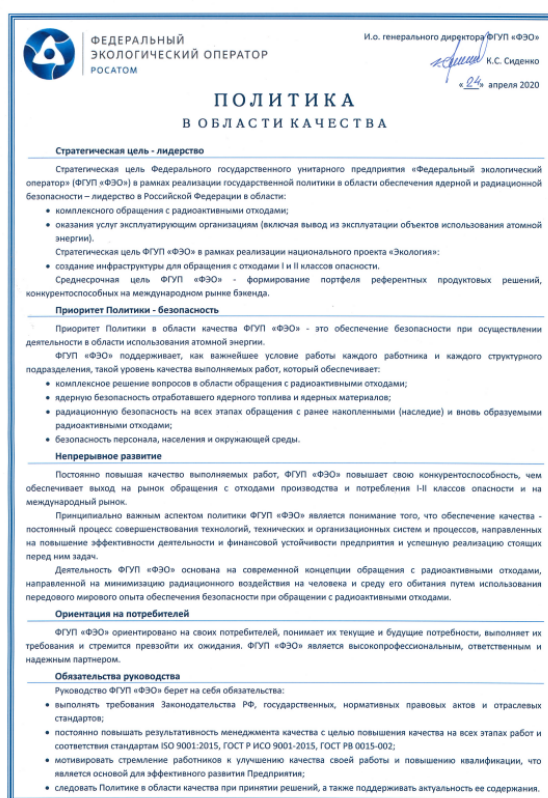 ФЕДЕРАЛЬНЫЙ
ЭКОЛОГИЧЕСКИЙ ОПЕРАТОР
РОСАТОМ
И.о. генерального директора ФГУП «ФЭО»
К.С. Сиденко
«24» апреля 2020
ПОЛИТИКА
В ОБЛАСТИ КАЧЕСТВА
Стратегическая цель - лидерство
Стратегическая цель Федерального государственного унитарного предприятия «Федеральный экологический
оператор» (ФГУП «ФЭО») в рамках реализации государственной политики в области обеспечения ядерной и радиационной
безопасности – лидерство в Российской Федерации в области:
• комплексного обращения с радиоактивными отходами;
• оказания услуг эксплуатирующим организациям (включая вывод из эксплуатации объектов использования атомной
энергии).
Стратегическая цель ФГУП «ФЭО» в рамках реализации национального проекта «Экология»:
• создание инфраструктуры для обращения с отходами I и II классов опасности.
Среднесрочная цель ФГУП «ФЭО» - формирование портфеля референтных продуктовых решений,
конкурентоспособных на международном рынке бэкенда.
Приоритет Политики - безопасность
Приоритет Политики в области качества ФГУП «ФЭО» - это обеспечение безопасности при осуществлении
деятельности в области использования атомной энергии.
ФГУП «ФЭО» поддерживает, как важнейшее условие работы каждого работника и каждого структурного
подразделения, такой уровень качества выполняемых работ, который обеспечивает:
• комплексное решение вопросов в области обращения с радиоактивными отходами;
• ядерную безопасность отработавшего ядерного топлива и ядерных материалов;
• радиационную безопасность на всех этапах обращения с ранее накопленными (наследие) и вновь образуемыми
радиоактивными отходами;
• безопасность персонала, населения и окружающей среды.
Непрерывное развитие
Постоянно повышая качество выполняемых работ, ФГУП «ФЭО» повышает свою конкурентоспособность, чем
обеспечивает выход на рынок обращения с отходами производства и потребления I-II классов опасности и на
международный рынок.
Принципиально важным аспектом политики ФГУП «ФЭО» является понимание того, что обеспечение качества -
постоянный процесс совершенствования технологий, технических и организационных систем и процессов, направленных
на повышение эффективности деятельности и финансовой устойчивости предприятия и успешную реализацию стоящих
перед ним задач.
Деятельность ФГУП «ФЭО» основана на современной концепции обращения с радиоактивными отходами,
направленной на минимизацию радиационного воздействия на человека и среду его обитания путем использования
передового мирового опыта обеспечения безопасности при обращении с радиоактивными отходами.
Ориентация на потребителей
ФГУП «ФЭО» ориентировано на своих потребителей, понимает их текущие и будущие потребности, выполняет их
требования и стремится превзойти их ожидания. ФГУП «ФЭО» является высокопрофессиональным, ответственным и
надежным партнером.
Обязательства руководства
Руководство ФГУП «ФЭО» берет на себя обязательства:
• выполнять требования Законодательства РФ, государственных, нормативных правовых актов и отраслевых
стандартов;
• постоянно повышать результативность менеджмента качества с целью повышения качества на всех этапах работ и
соответствия стандартам ISO 9001:2015, ГОСТ Р ИСО 9001-2015, ГОСТ РВ 0015-002;
• мотивировать стремление работников к улучшению качества своей работы и повышению квалификации, что
является основой для эффективного развития Предприятия;
• следовать Политике в области качества при принятии решений, а также поддерживать актуальность ее содержания.